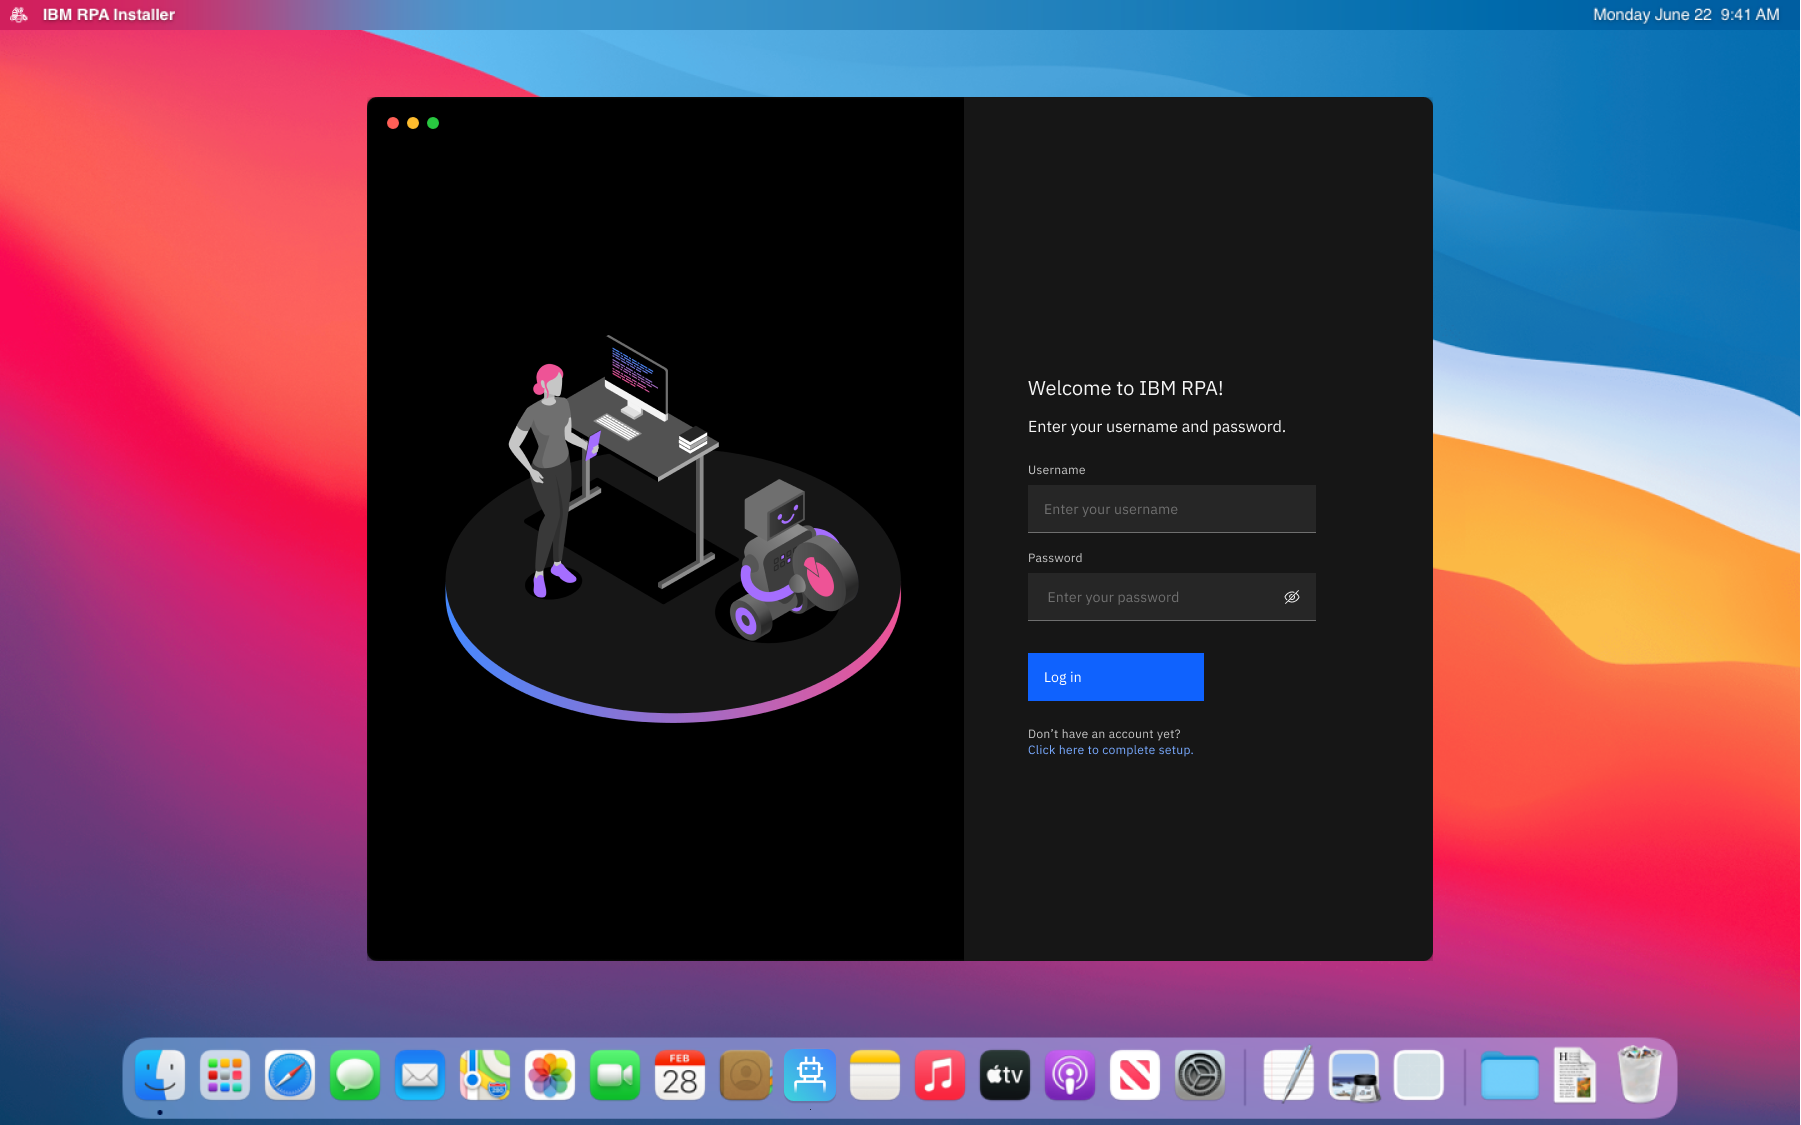 IBM RPA Installer
Monday June 22 9:41 AM
Welcome to IBM RPA!
Enter your username and password.
Username
Enter your username
Password
Enter your password
Log in
Don't have an account yet?
Click here to complete setup.
FEB
28
tv